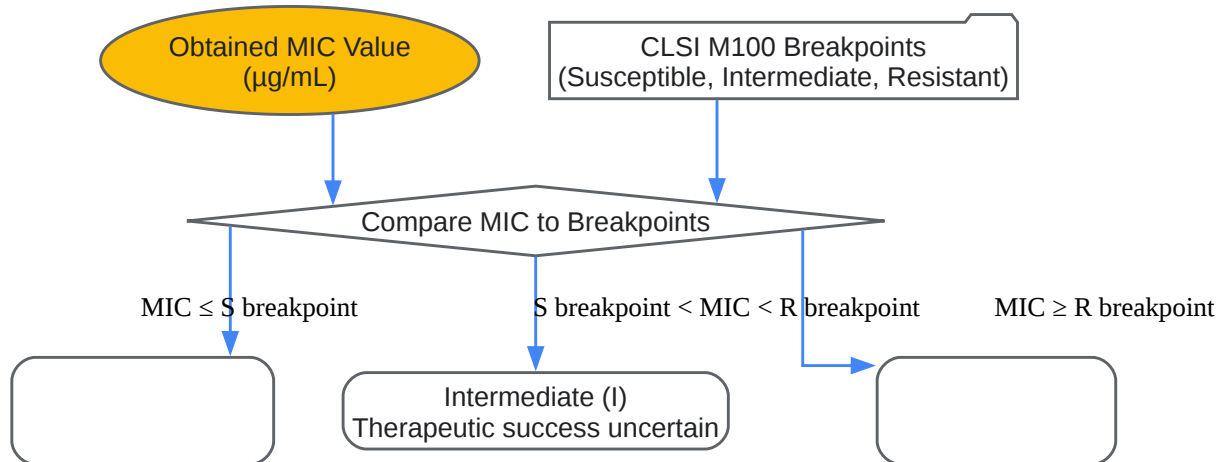 Obtained MIC Value
(µg/mL)
CLSI M100 Breakpoints
(Susceptible, Intermediate, Resistant)
Compare MIC to Breakpoints
MIC ≤ S breakpoint
S breakpoint < MIC < R breakpoint
MIC ≥ R breakpoint
Intermediate (I)
Therapeutic success uncertain